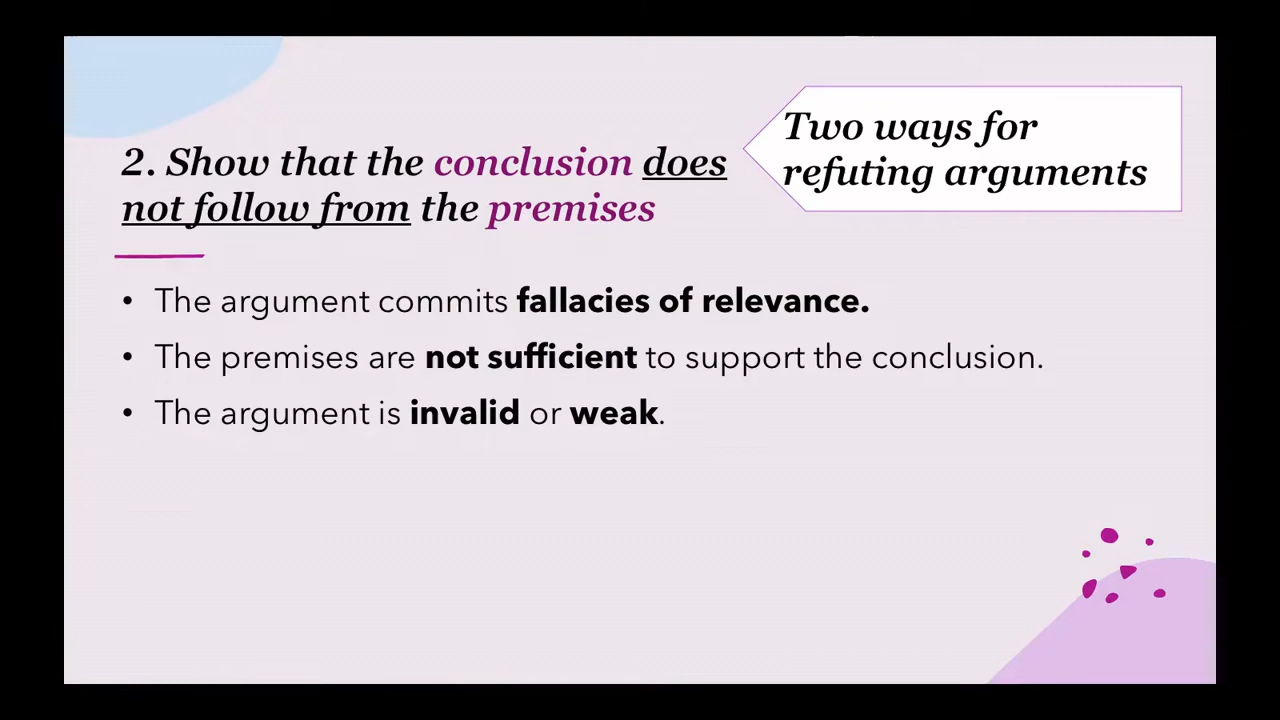 Two ways for
refuting arguments
2. Show that the conclusion does
not follow from the premises
• The argument commits fallacies of relevance.
• The premises are not sufficient to support the conclusion.
• The argument is invalid or weak.